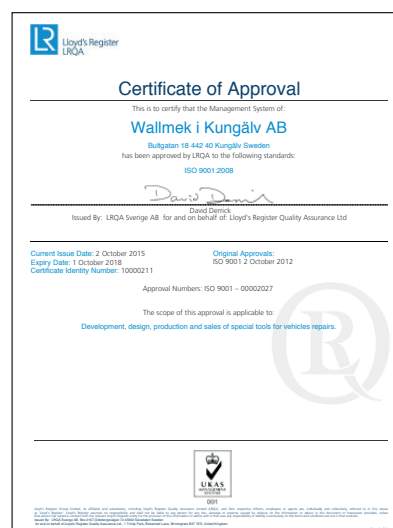 LR
Lloyd's Register
LRQA
Certificate of Approval
This is to certify that the Management System of:
Wallmek i Kungälv AB
Bultgatan 18 442 40 Kungälv Sweden
has been approved by LRQA to the following standards:
ISO 9001:2008
David Derrick
David Derrick
Issued By: LRQA Sverige AB for and on behalf of: Lloyd's Register Quality Assurance Ltd
Current Issue Date: 2 October 2015
Expiry Date: 1 October 2018
Certificate Identity Number: 10000211
Original Approvals:
ISO 9001 2 October 2012
Approval Numbers: ISO 9001 – 00002027
The scope of this approval is applicable to:
Development, design, production and sales of special tools for vehicles repairs.
LRQ
UKAS
MANAGEMENT
SYSTEMS
001